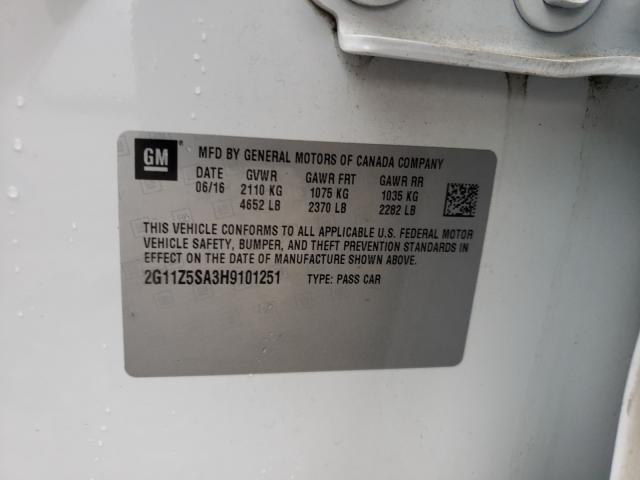 GM® MFD BY GENERAL MOTORS OF CANADA COMPANY
DATE GVWR GAWR FRT GAWR RR
06/16 2110 KG 1075 KG 1035 KG
4652 LB 2370 LB 2282 LB
THIS VEHICLE CONFORMS TO ALL APPLICABLE U.S. FEDERAL MOTOR
VEHICLE SAFETY, BUMPER, AND THEFT PREVENTION STANDARDS IN
EFFECT ON THE DATE OF MANUFACTURE SHOWN ABOVE.
2G11Z5SA3H9101251 TYPE: PASS CAR